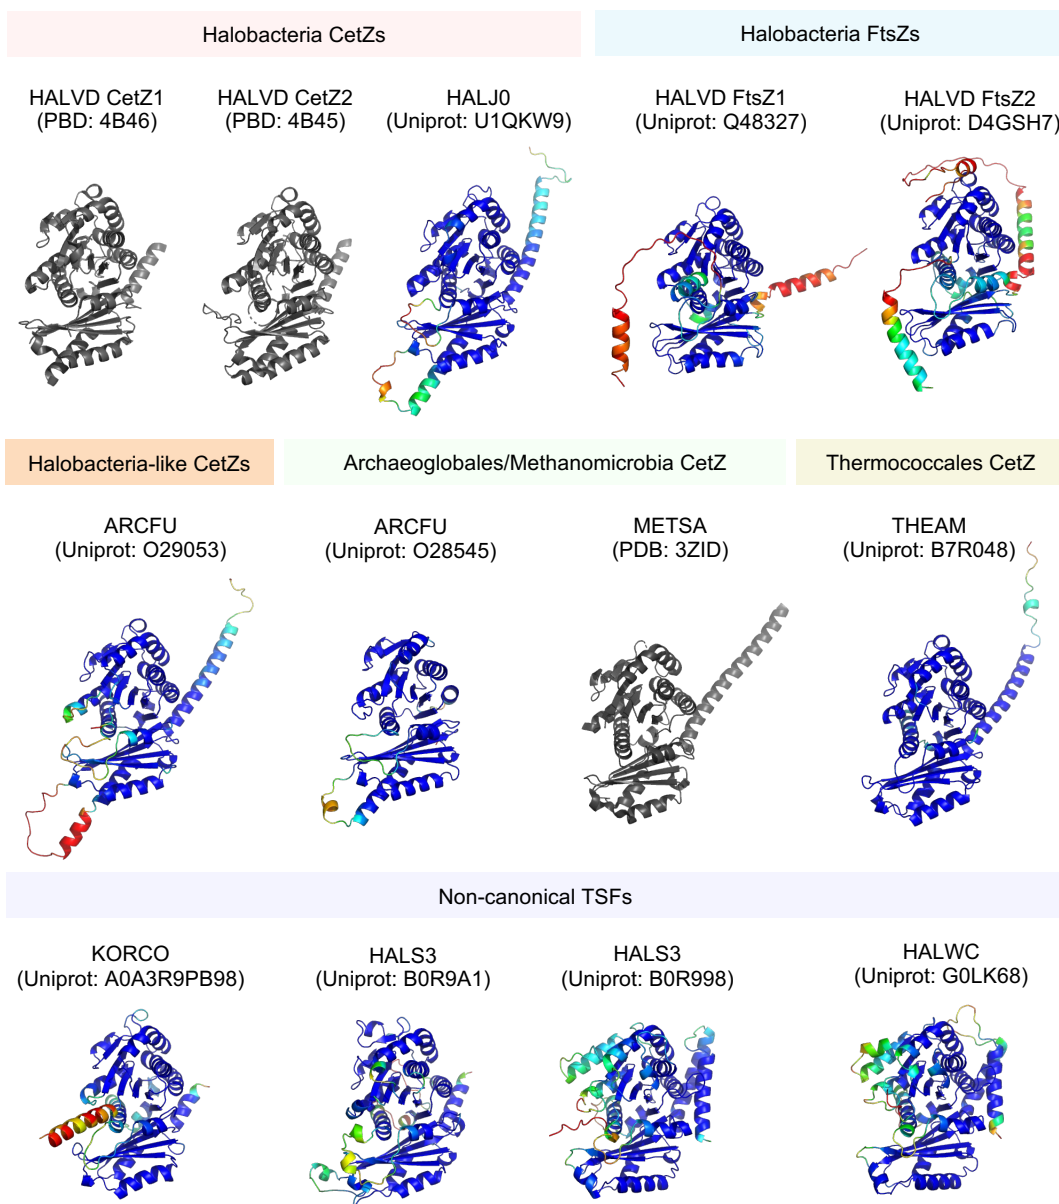 Halobacteria CetZs
Halobacteria FtsZs
HALVD CetZ1
(PBD: 4B46)
HALVD CetZ2
(PBD: 4B45)
HALJ0
(Uniprot: U1QKW9)
HALVD FtsZ1
(Uniprot: Q48327)
HALVD FtsZ2
(Uniprot: D4GSH7)
Halobacteria-like CetZs
Archaeoglobales/Methanomicrobia CetZ
Thermococcales CetZ
ARCFU
(Uniprot: O29053)
ARCFU
(Uniprot: O28545)
METSA
(PDB: 3ZID)
THEAM
(Uniprot: B7R048)
Non-canonical TSFs
KORCO
(Uniprot: A0A3R9PB98)
HALS3
(Uniprot: B0R9A1)
HALS3
(Uniprot: B0R998)
HALWC
(Uniprot: G0LK68)